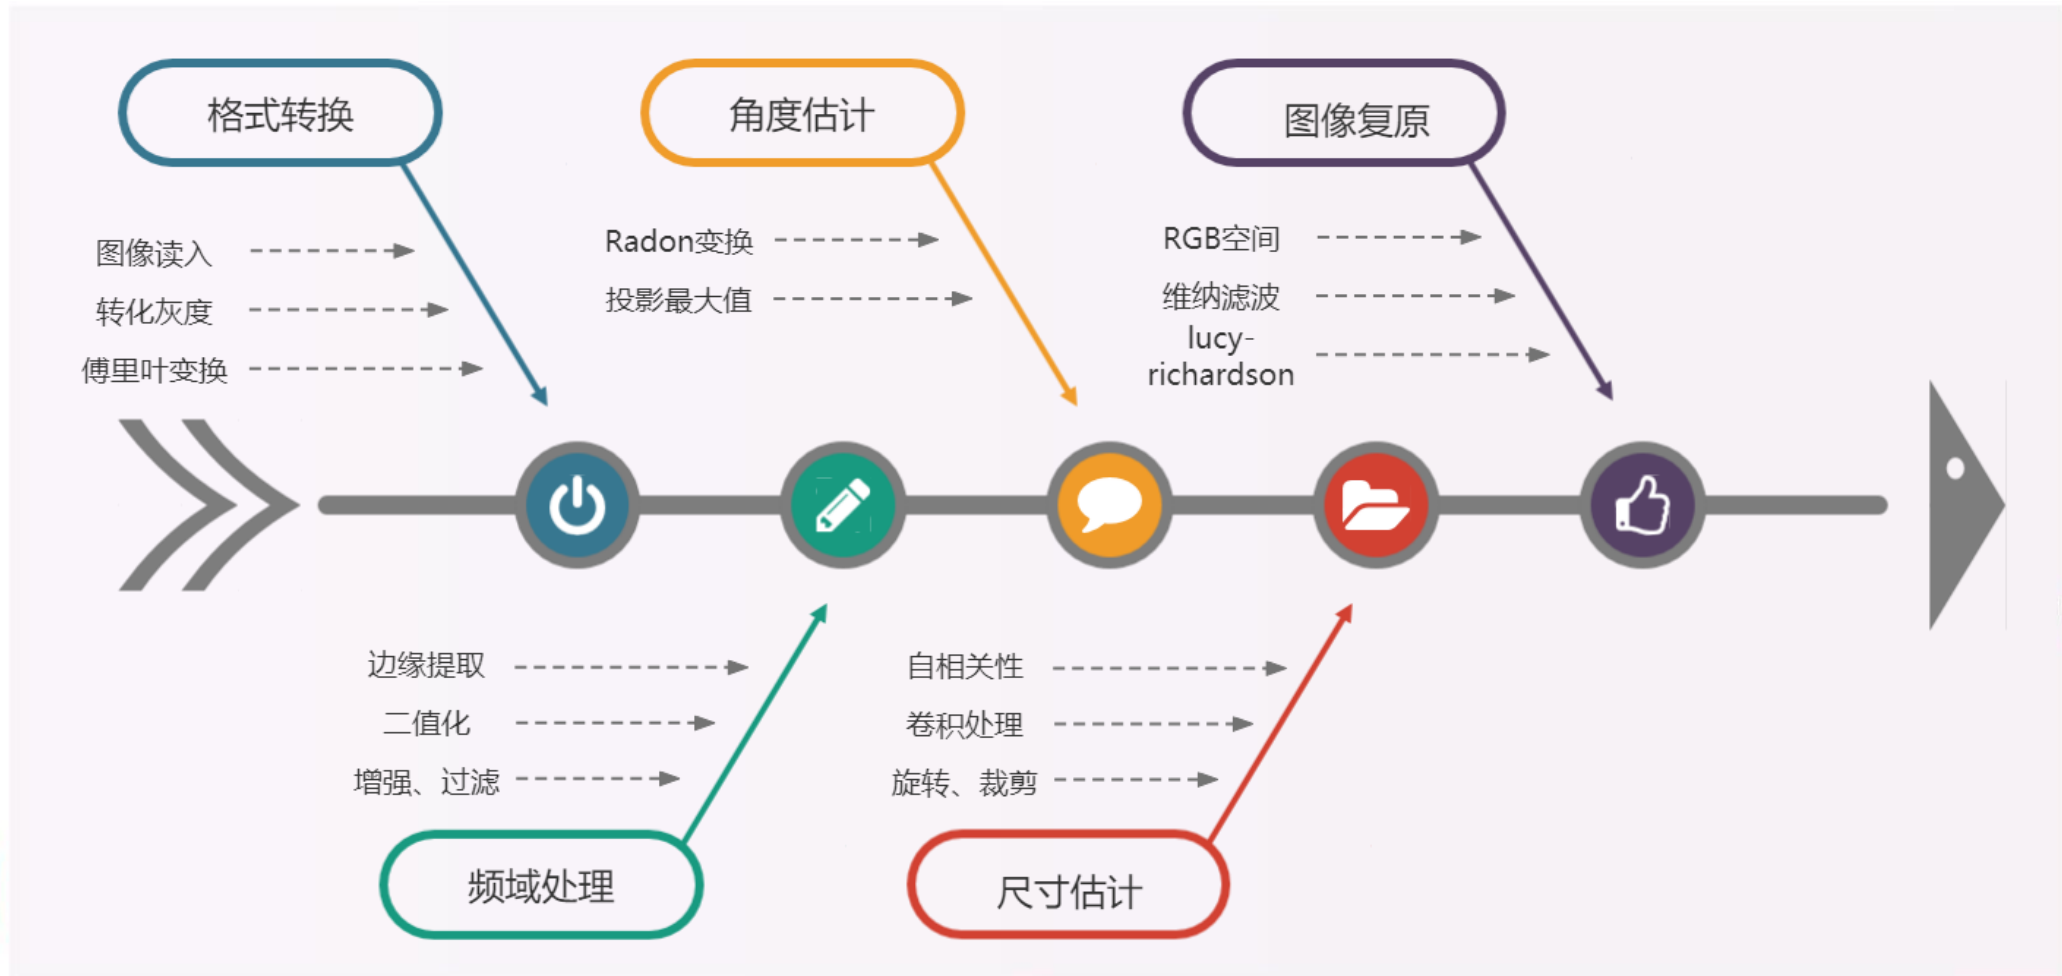 格式转换
图像读入
转化灰度
傅里叶变换
角度估计
Radon变换
投影最大值
图像复原
RGB空间
维纳滤波
lucy-
richardson
边缘提取
二值化
增强、过滤
频域处理
自相关性
卷积处理
旋转、裁剪
尺寸估计